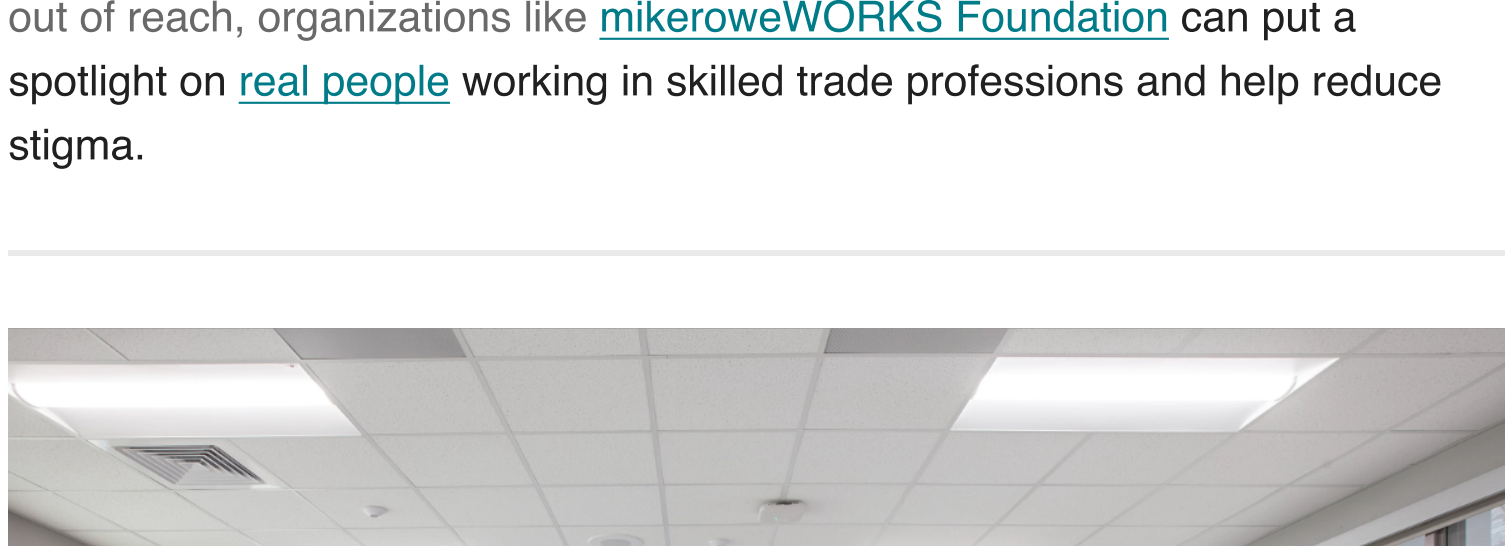 out of reach, organizations like mikeroweWORKS Foundation can put a
spotlight on real people working in skilled trade professions and help reduce
stigma.